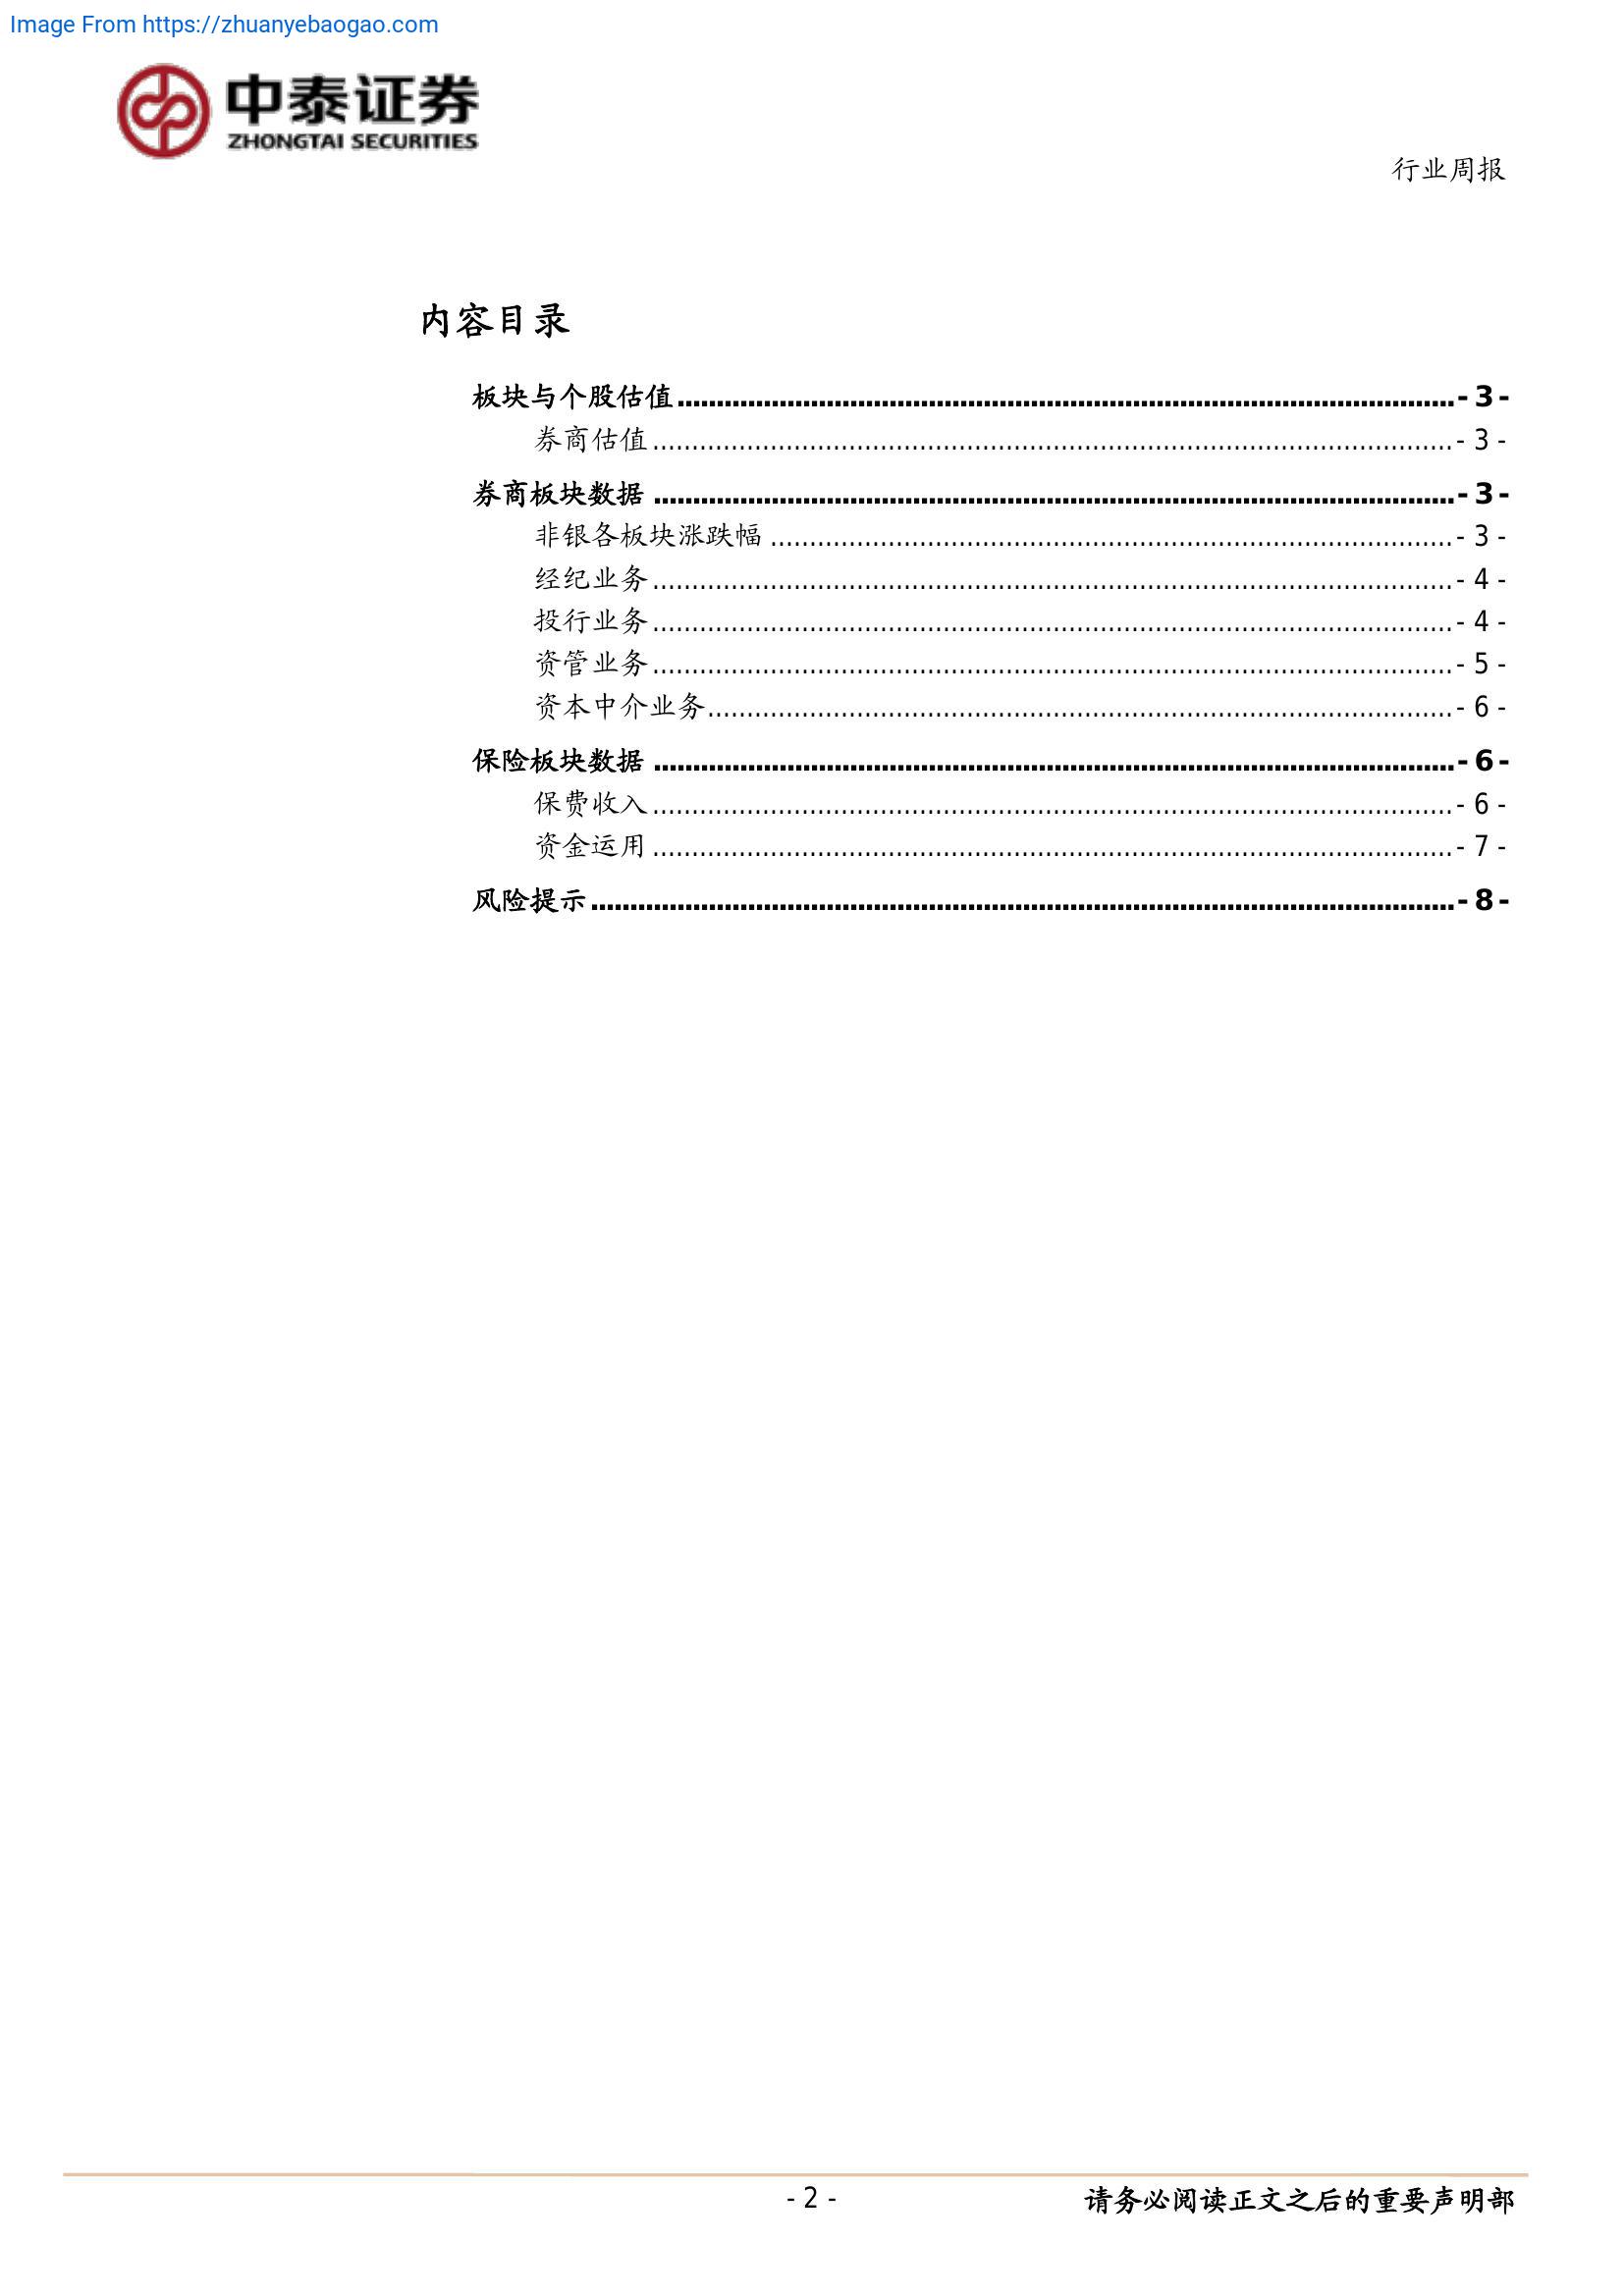 Image From https://zhuanyebaogao.com
中泰证券
ZHONGTAI SECURITIES
行业周报
内容目录
板块与个股估值................................................................- 3 -
券商估值................................................................- 3 -
券商板块数据................................................................- 3 -
非银各板块涨跌幅................................................................- 3 -
经纪业务................................................................- 4 -
投行业务................................................................- 4 -
资管业务................................................................- 5 -
资本中介业务................................................................- 6 -
保险板块数据................................................................- 6 -
保费收入................................................................- 6 -
资金运用................................................................- 7 -
风险提示................................................................- 8 -
- 2 -
请务必阅读正文之后的重要声明部